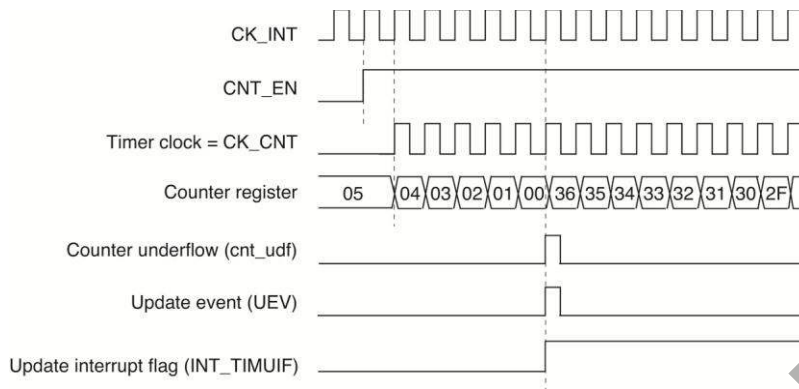 CK_INT
CNT_EN
Timer clock = CK_CNT
Counter register 05 04 03 02 01 00 36 35 34 33 32 31 30 2F
Counter underflow (cnt_udf)
Update event (UEV)
Update interrupt flag (INT_TIMUIF)